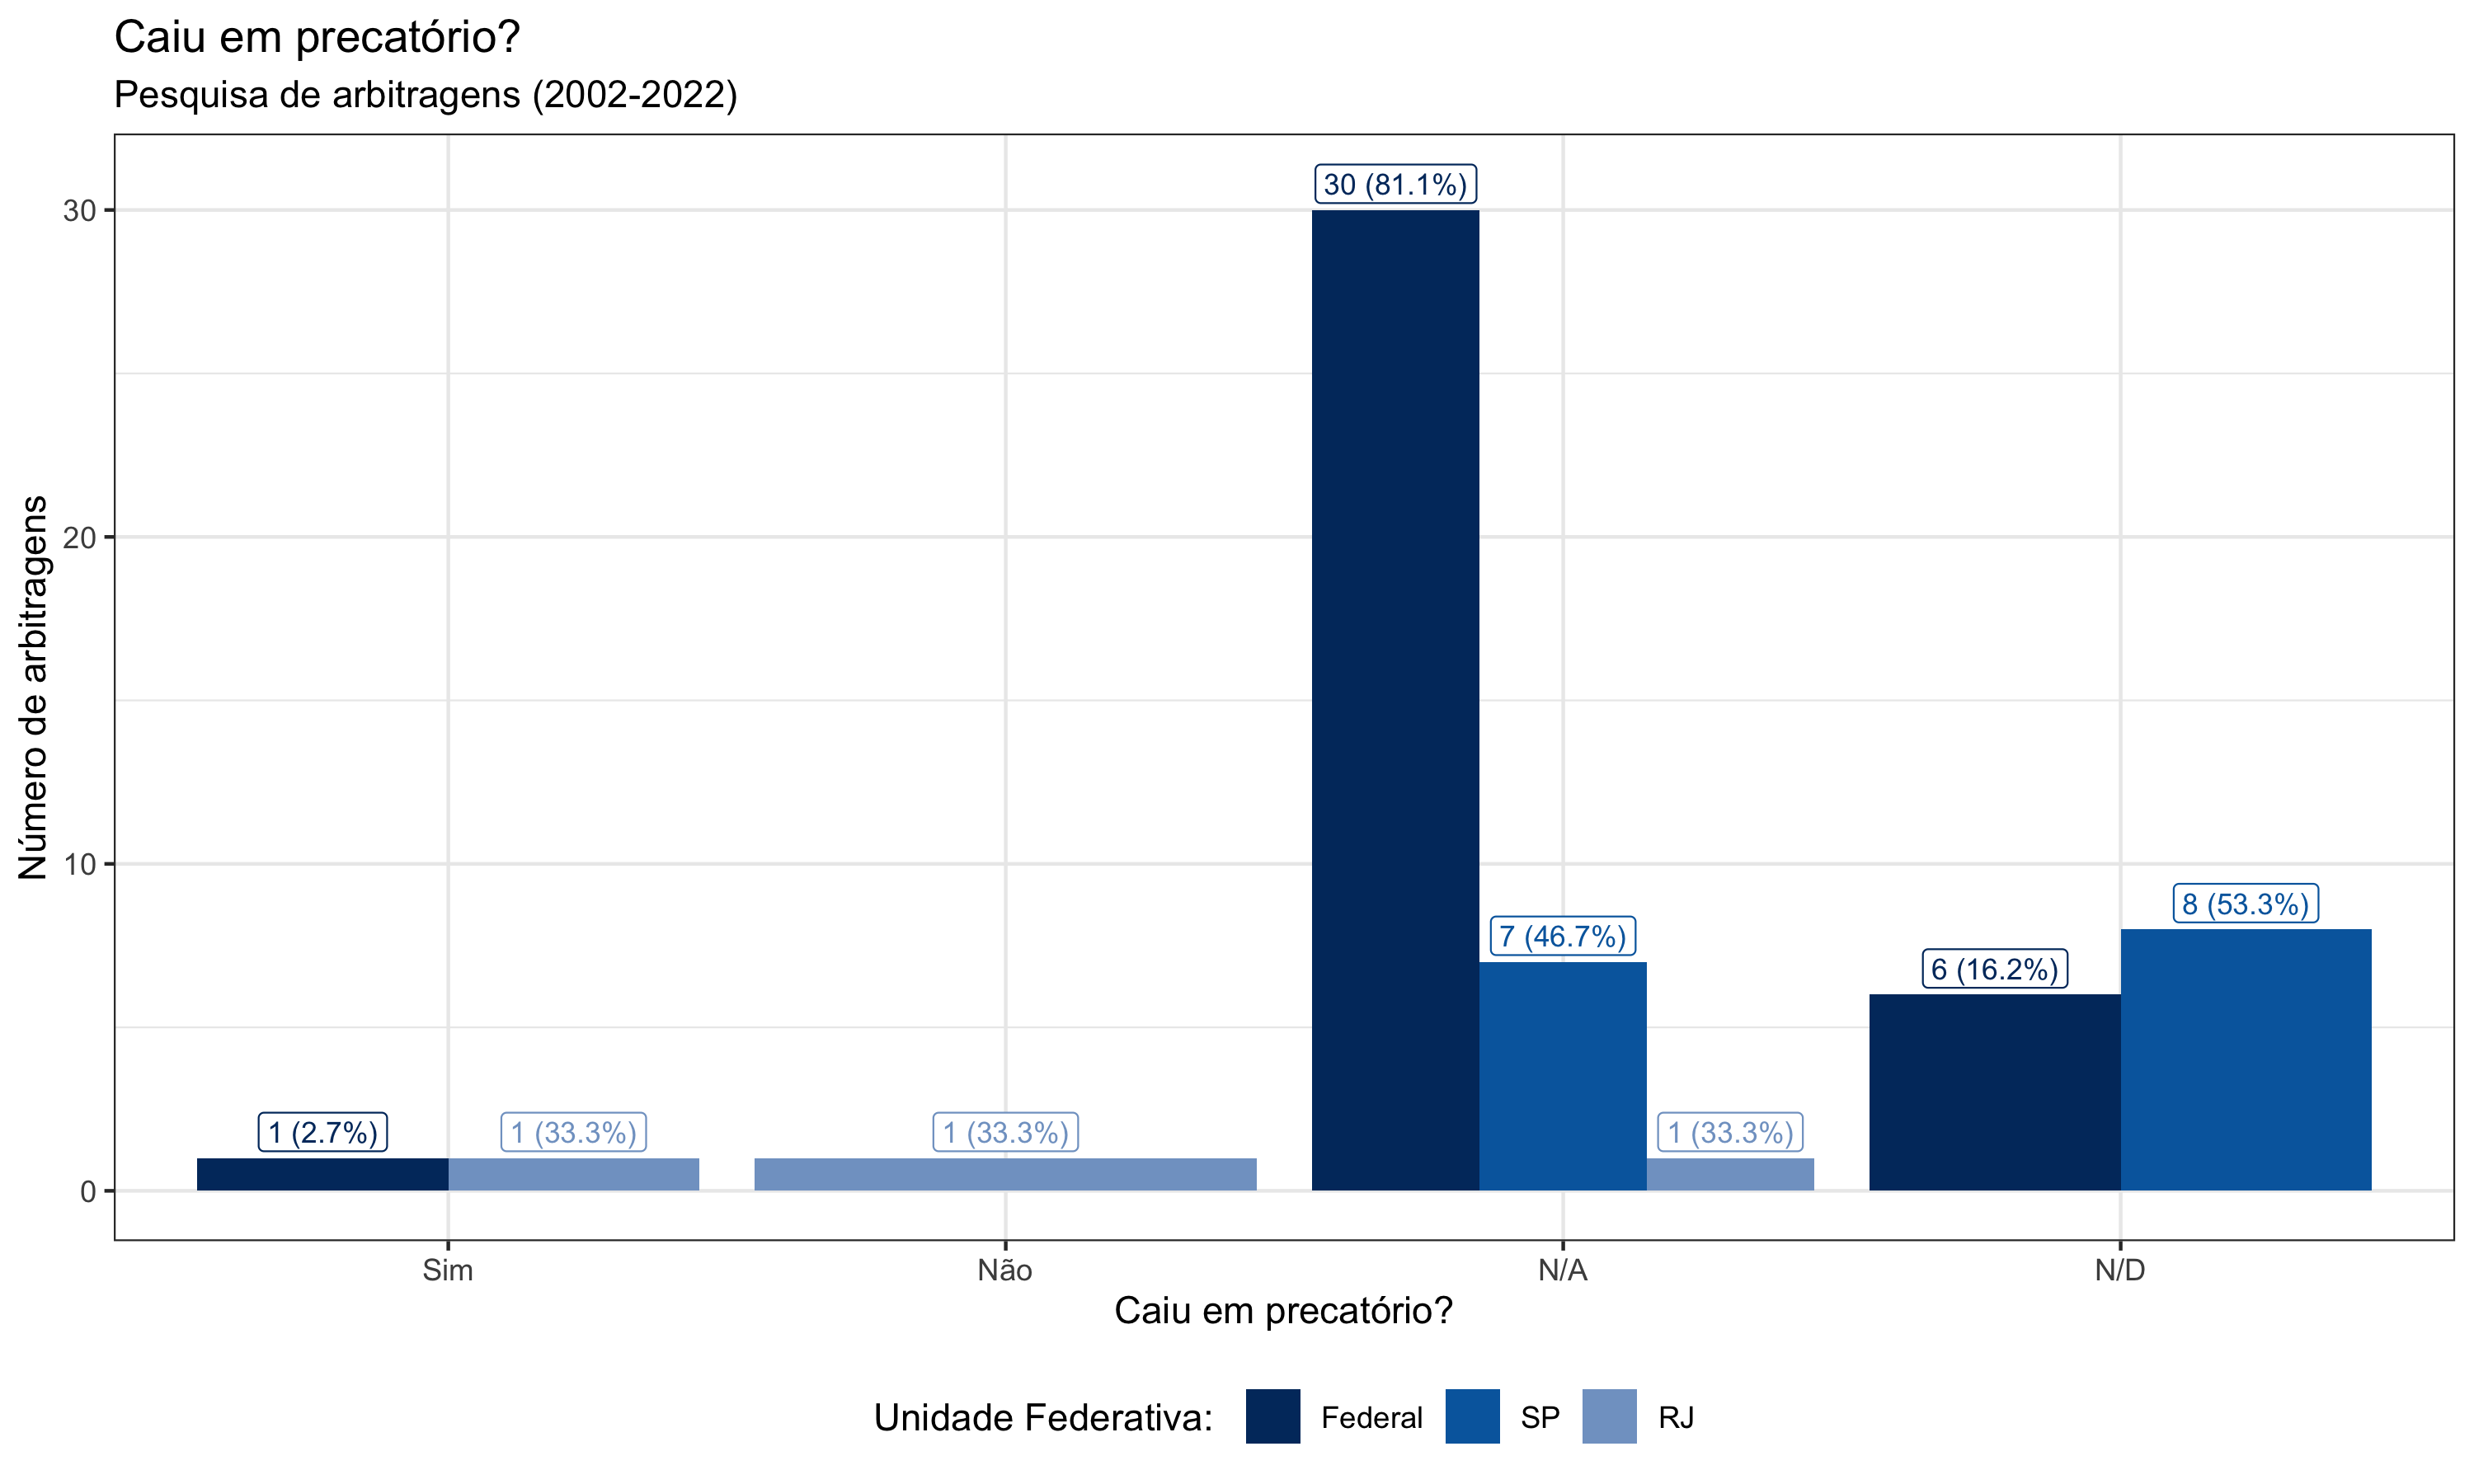 Caiu em precatório?
Pesquisa de arbitragens (2002-2022)
Número de arbitragens
30
20
10
0
1 (2.7%)
1 (33.3%)
1 (33.3%)
30 (81.1%)
7 (46.7%)
1 (33.3%)
6 (16.2%)
8 (53.3%)
Sim
Não
N/A
N/D
Caiu em precatório?
Unidade Federativa: Federal SP RJ